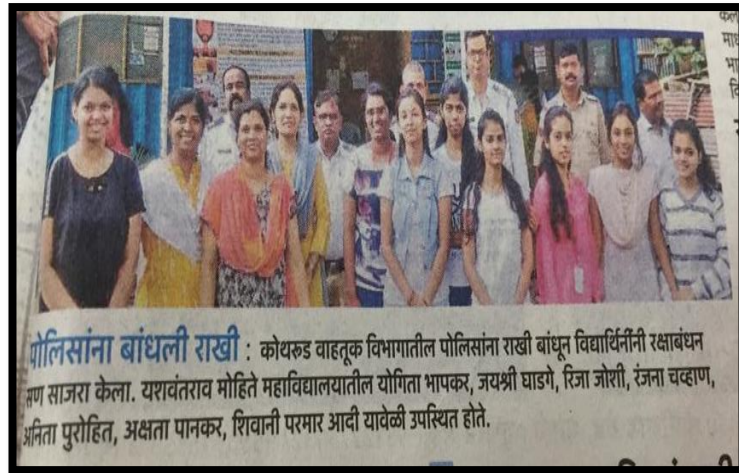 पोलिसांना बांधली राखी : कोथरूड वाहतूक विभागातील पोलिसांना राखी बांधून विद्यार्थिनींनी रक्षाबंधन
सण साजरा केला. यशवंतराव मोहिते महाविद्यालयातील योगिता भापकर, जयश्री घाडगे, रिजा जोशी, रंजना चव्हाण,
अनिता पुरोहित, अक्षता पानकर, शिवानी परमार आदी यावेळी उपस्थित होते.